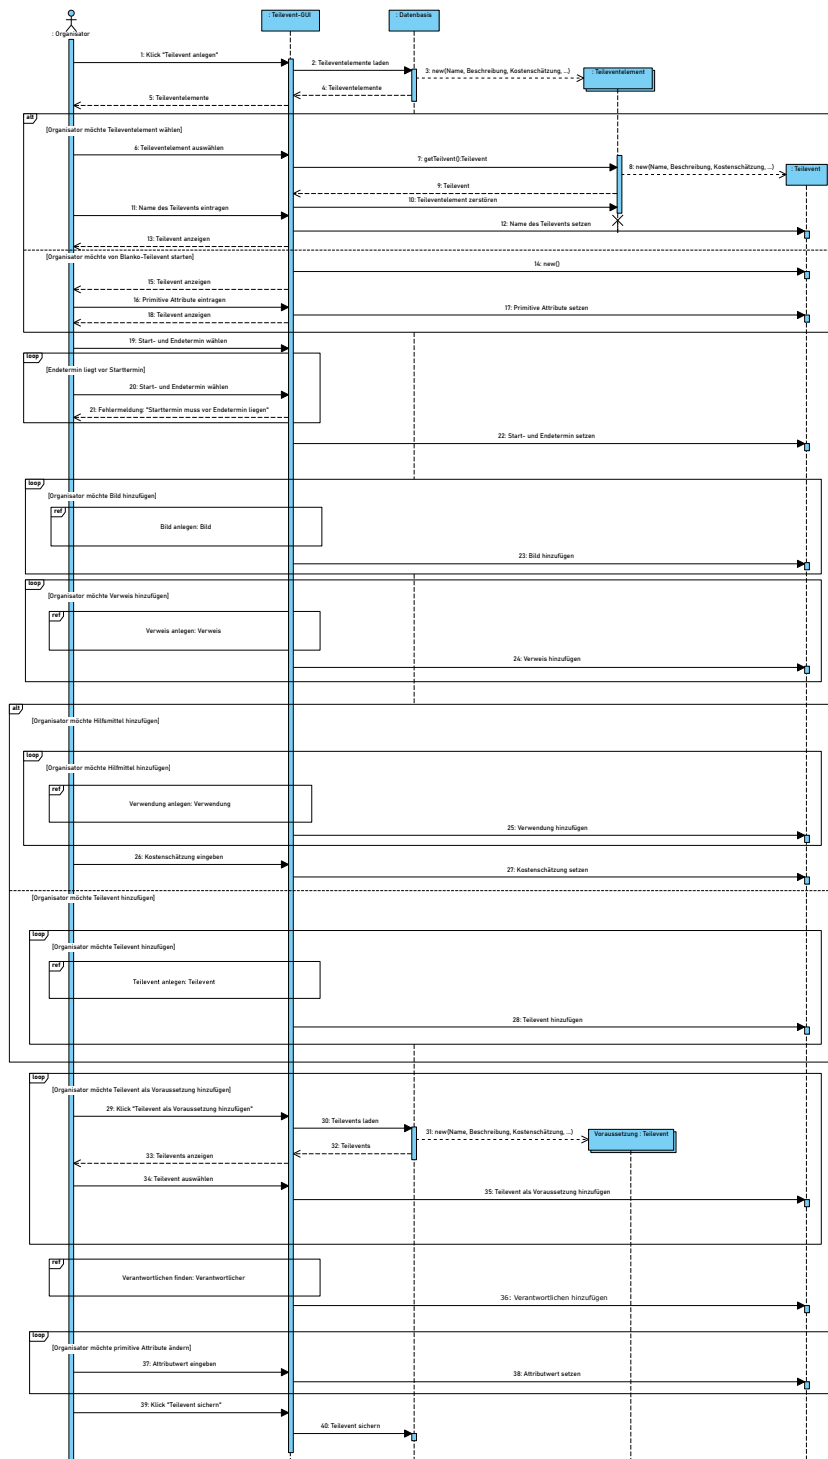 : Organisator
: Teilevent-GUI
: Datenbasis
1: Klick "Teilevent anlegen"
2: Teileventelemente laden
3: new(Name, Beschreibung, Kostenschätzung, ...)
: Teileventelement
4: Teileventelemente
5: Teileventelemente
alt
[Organisator möchte Teileventelement wählen]
6: Teileventelement auswählen
7: getTeilvent():Teilevent
8: new(Name, Beschreibung, Kostenschätzung, ...)
: Teilevent
9: Teilevent
10: Teileventelement zerstören
11: Name des Teilevents eintragen
12: Name des Teilevents setzen
13: Teilevent anzeigen
[Organisator möchte von Blanko-Teilevent starten]
14: new()
15: Teilevent anzeigen
16: Primitive Attribute eintragen
17: Primitive Attribute setzen
18: Teilevent anzeigen
19: Start- und Endetermin wählen
loop
[Endetermin liegt vor Starttermin]
20: Start- und Endetermin wählen
21: Fehlermeldung: "Starttermin muss vor Endetermin liegen"
22: Start- und Endetermin setzen
loop
[Organisator möchte Bild hinzufügen]
ref
Bild anlegen: Bild
23: Bild hinzufügen
loop
[Organisator möchte Verweis hinzufügen]
ref
Verweis anlegen: Verweis
24: Verweis hinzufügen
alt
[Organisator möchte Hilfsmittel hinzufügen]
loop
[Organisator möchte Hilfmittel hinzufügen]
ref
Verwendung anlegen: Verwendung
25: Verwendung hinzufügen
26: Kostenschätzung eingeben
27: Kostenschätzung setzen
[Organisator möchte Teilevent hinzufügen]
loop
[Organisator möchte Teilevent hinzufügen]
ref
Teilevent anlegen: Teilevent
28: Teilevent hinzufügen
loop
[Organisator möchte Teilevent als Voraussetzung hinzufügen]
29: Klick "Teilevent als Voraussetzung hinzufügen"
30: Teilevents laden
31: new(Name, Beschreibung, Kostenschätzung, ...)
Voraussetzung : Teilevent
32: Teilevents
33: Teilevents anzeigen
34: Teilevent auswählen
35: Teilevent als Voraussetzung hinzufügen
ref
Verantwortlichen finden: Verantwortlicher
36: Verantwortlichen hinzufügen
loop
[Organisator möchte primitive Attribute ändern]
37: Attributwert eingeben
38: Attributwert setzen
39: Klick "Teilevent sichern"
40: Teilevent sichern